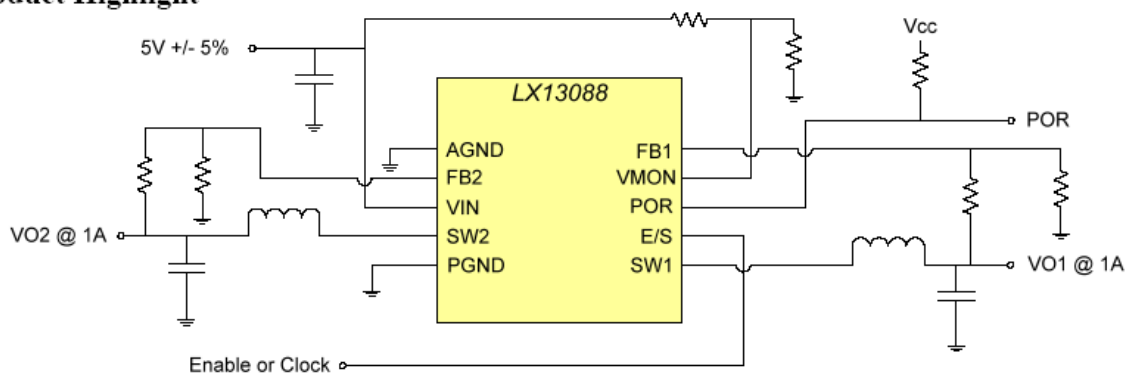 5V +/- 5%
Vcc
LX13088
POR
AGND
FB1
FB2
VMON
VIN
POR
VO2 @ 1A
SW2
E/S
PGND
SW1
VO1 @ 1A
Enable or Clock